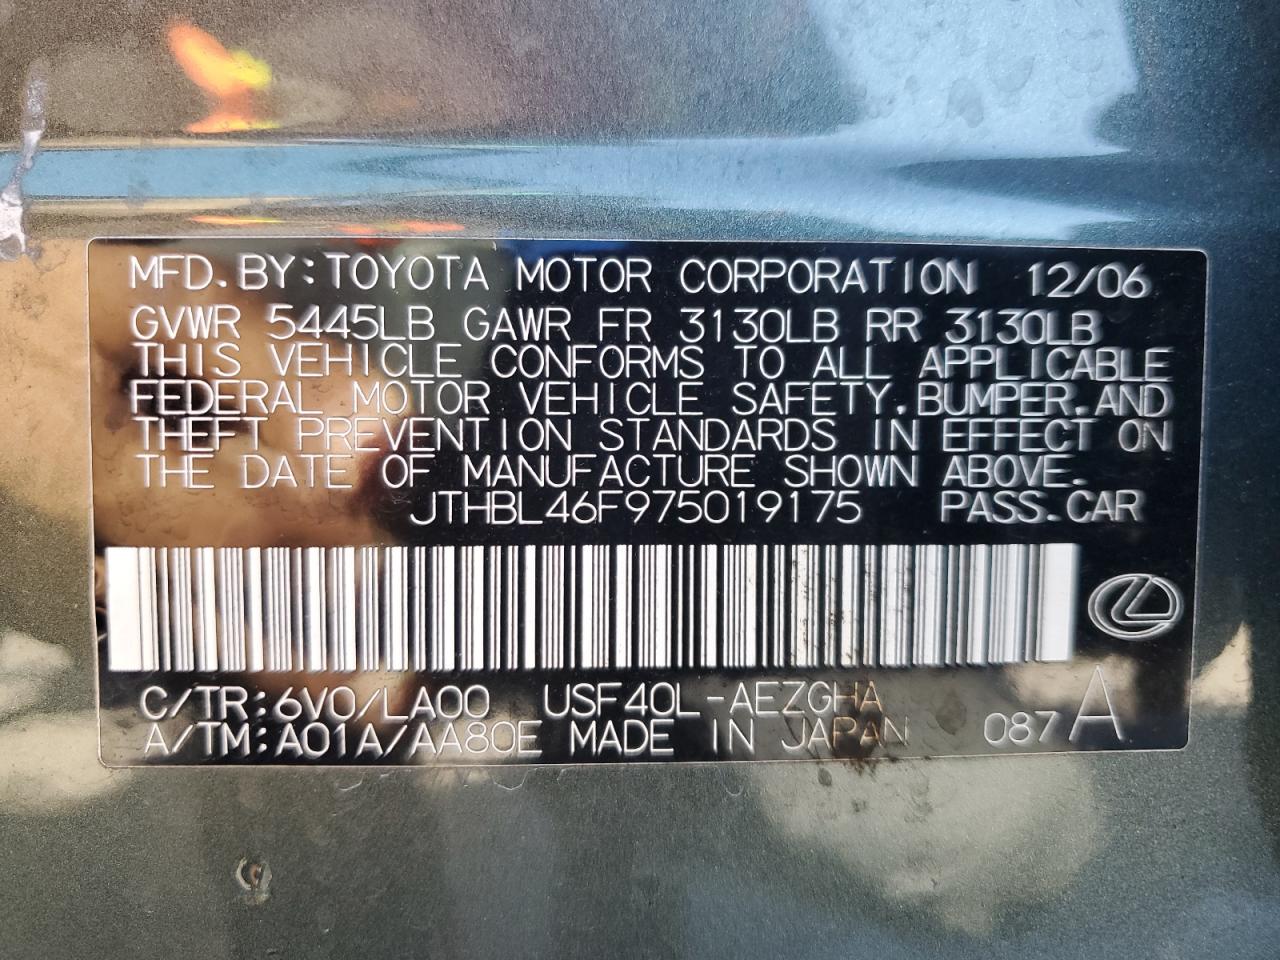 MFD.BY:TOYOTA MOTOR CORPORATION 12/06
GVWR 5445LB GAWR FR 3130LB RR 3130LB
THIS VEHICLE CONFORMS TO ALL APPLICABLE
FEDERAL MOTOR VEHICLE SAFETY,BUMPER,AND
THEFT PREVENTION STANDARDS IN EFFECT ON
THE DATE OF MANUFACTURE SHOWN ABOVE.
JTHBL46F975019175 PASS.CAR
C/TR:6V0/LA00 USF40L-AEZGHA
A/TM:A01A/AA80E MADE IN JAPAN 087A